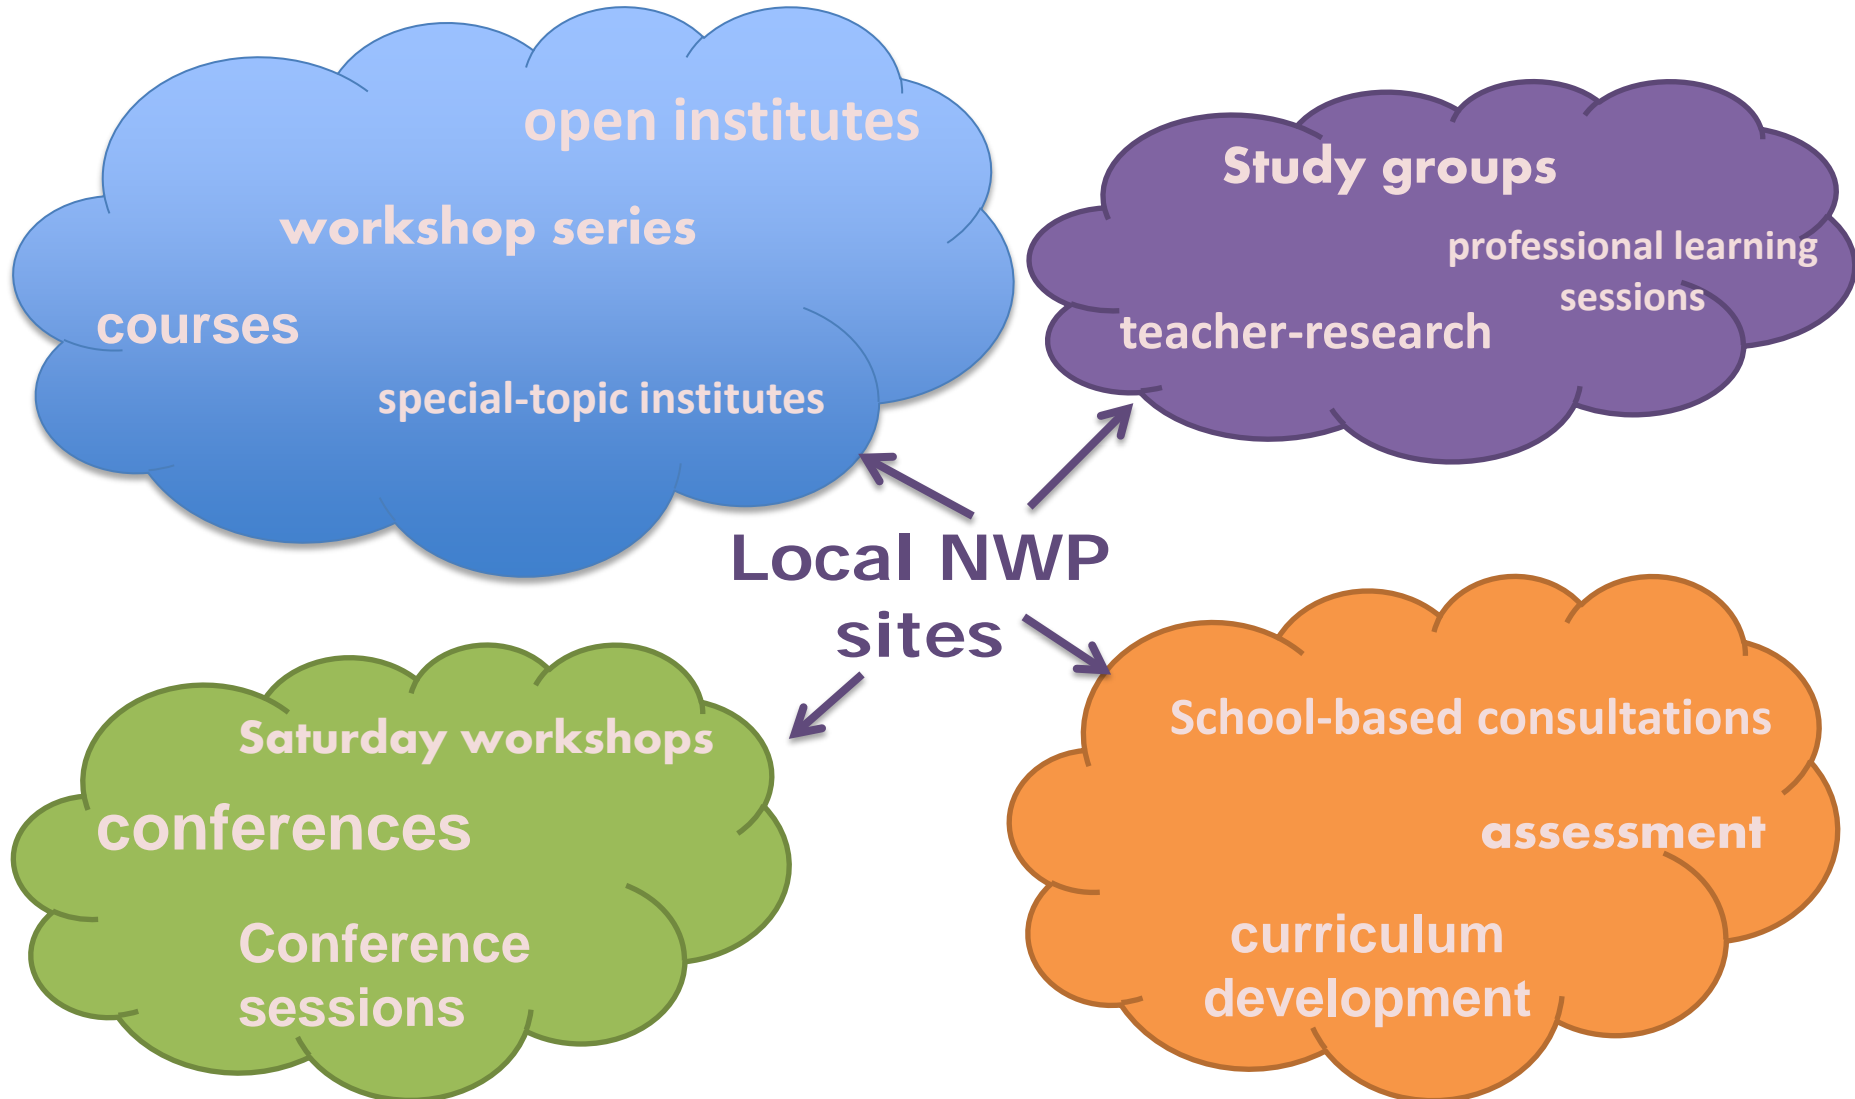 open institutes
workshop series
courses
special-topic institutes
Study groups
professional learning
sessions
teacher-research
Local NWP
sites
Saturday workshops
conferences
Conference
sessions
School-based consultations
assessment
curriculum
development